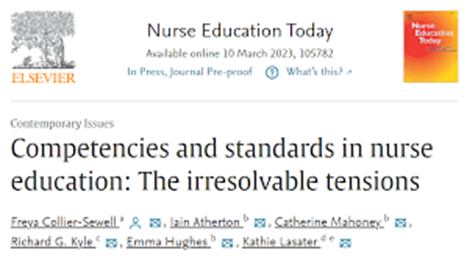 Nurse Education Today
Available online 10 March 2023, 105782
In Press, Journal Pre-proof ? What's this? ↗
ELSEVIER
Nurse
Education
Today
Contemporary Issues
Competencies and standards in nurse
education: The irresolvable tensions
Freya Collier-Sewell a, Iain Atherton b, Catherine Mahoney b,
Richard G. Kyle c, Emma Hughes b, Kathie Lasater d e